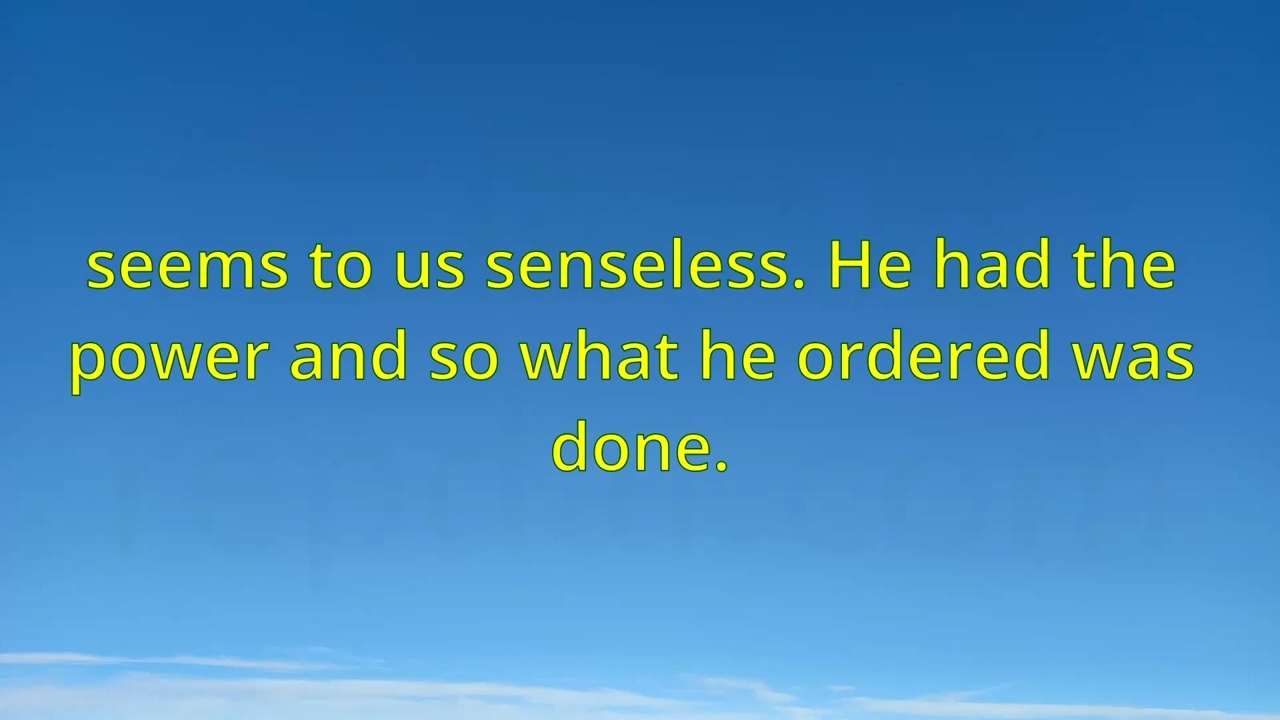 seems to us senseless. He had the
power and so what he ordered was
done.